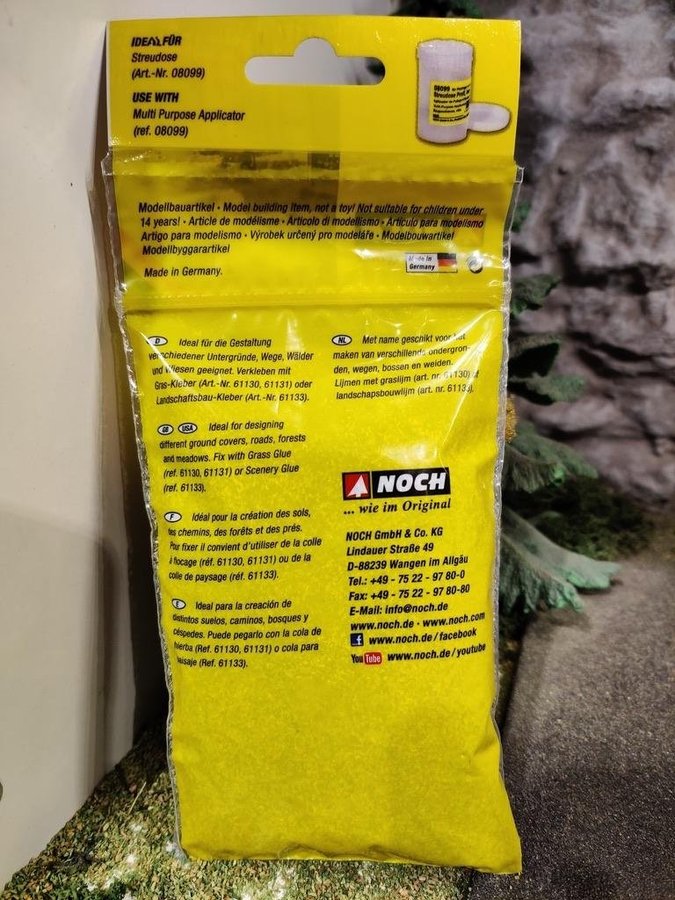 IDEAL FÜR
Streudose
(Art.-Nr. 08099)
USE WITH
Multi Purpose Applicator
(ref. 08099)
08099
Modellbauartikel • Model building item, not a toy! Not suitable for children under
14 years! • Article de modélisme • Articolo di modellismo • Artículo para modelismo
Artigo para modelismo • Výrobek určený pro modeláře • Modelbouwartikel
Modellbyggarartikel
Made in Germany.
Made in
Germany
D Ideal für die Gestaltung
verschiedener Untergründe, Wege, Wälder
und Wiesen geeignet. Verkleben mit
Gras-Kleber (Art.-Nr. 61130, 61131) oder
Landschaftsbau-Kleber (Art.-Nr. 61133).
GB USA Ideal for designing
different ground covers, roads, forests
and meadows. Fix with Grass Glue
(ref. 61130, 61131) or Scenery Glue
(ref. 61133).
F Idéal pour la création des sols,
des chemins, des forêts et des prés.
Pour fixer il convient d'utiliser de la colle
à flocage (réf. 61130, 61131) ou de la
colle de paysage (réf. 61133).
E Ideal para la creación de
distintos suelos, caminos, bosques y
céspedes. Puede pegarlo con la cola de
hierba (Ref. 61130, 61131) o cola para
paisaje (Ref. 61133).
NL Met name geschikt voor het
maken van verschillende ondergron-
den, wegen, bossen en weiden.
Lijmen met graslijm (art. nr. 61130) of
landschapsbouwlijm (art. nr. 61133).
NOCH
... wie im Original
NOCH GmbH & Co. KG
Lindauer Straße 49
D-88239 Wangen im Allgäu
Tel.: +49 - 75 22 - 97 80-0
Fax: +49 - 75 22 - 97 80-80
E-Mail: info@noch.de
www.noch.de • www.noch.com
f www.noch.de/facebook
YouTube www.noch.de/youtube